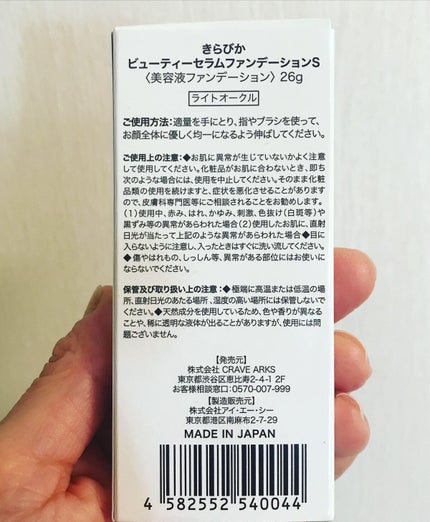 きらぴか
ビューティーセラムファンデーションS
〈美容液ファンデーション〉26g
ライトオークル
ご使用方法:適量を手にとり、指やブラシを使って、
お顔全体に優しく均一になるよう伸ばしてください。
ご使用上の注意:◆お肌に異常が生じていないかよく注意
して使用してください。化粧品がお肌に合わないとき、即ち
次のような場合には、使用を中止してください。そのまま化粧
品類の使用を続けますと、症状を悪化させることがあります
ので、皮膚科専門医等にご相談されることをお勧めします。
(1)使用中、赤み、はれ、かゆみ、刺激、色抜け(白斑等)や
黒ずみ等の異常があらわれた場合(2)使用したお肌に、直射
日光が当たって上記のような異常があらわれた場合◆目に
入らないように注意し、入ったときはすぐに洗い流してください。
◆傷やはれもの、しっしん等、異常がある部位にはお使いに
ならないでください。
保管及び取り扱い上の注意:◆極端に高温または低温の場
所、直射日光のあたる場所、湿度の高い場所には保管しないで
ください。◆天然成分を使用しているため、色や香りが異なる
ことや、稀に透明な液体が出ることがありますが、使用には問
題ございません。
【発売元】
株式会社 CRAVE ARKS
東京都渋谷区恵比寿2-4-1 2F
お客様相談窓口:0570-007-999
【製造販売元】
株式会社アイ・エー・シー
東京都港区南麻布2-7-29
MADE IN JAPAN
4 582552 540044